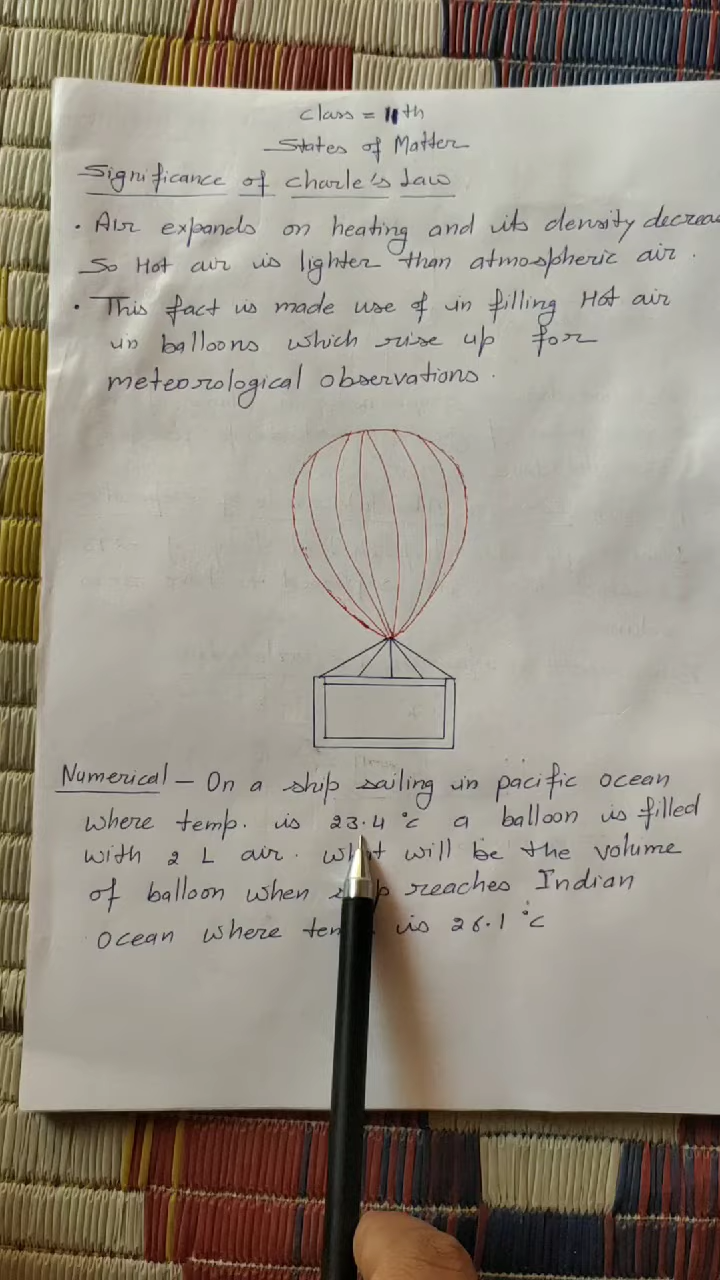 Class = 11th
States of Matter
Significance of Charle's Law
• Air expands on heating and its density decrea
So Hot air is lighter than atmospheric air.
• This fact is made use of in filling Hot air
in balloons which rise up for
meteorological observations.
Numerical - On a ship sailing in pacific ocean
where temp. is 23.4 °c a balloon is filled
with 2 L air. what will be the volume
of balloon when reaches Indian
Ocean where is 26.1 °c